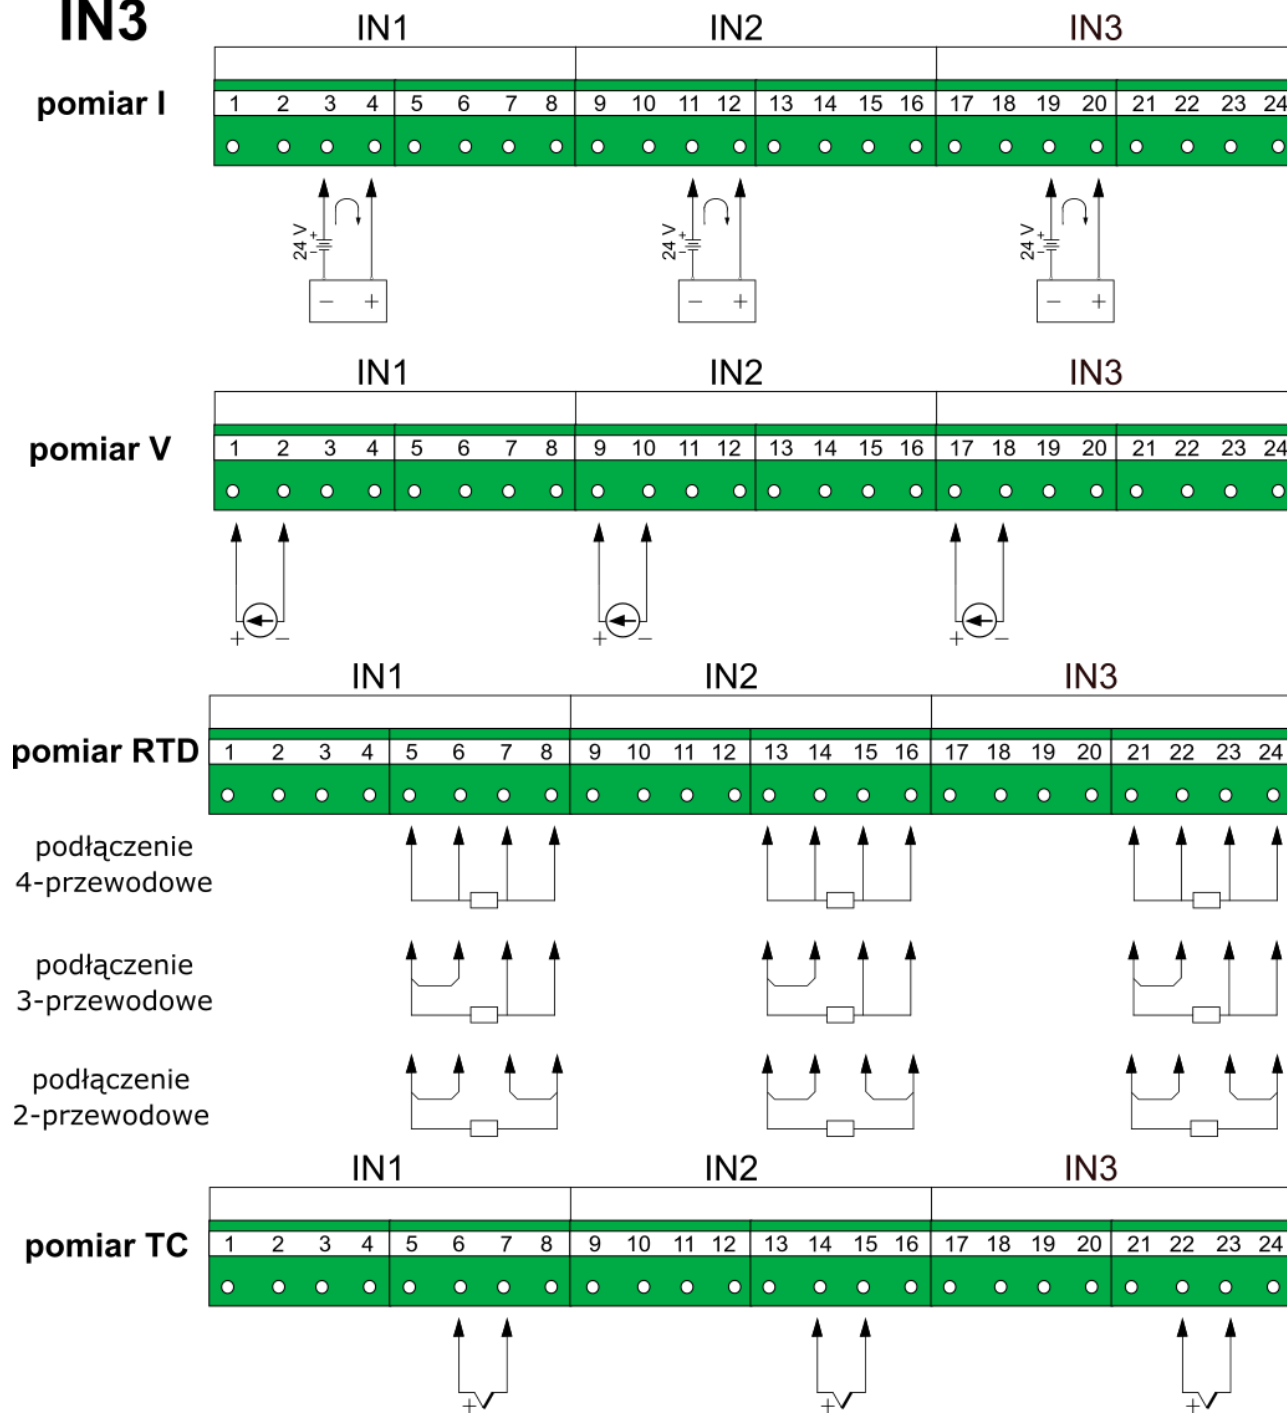 IN3
IN1 IN2 IN3
pomiar I
1 2 3 4 5 6 7 8 9 10 11 12 13 14 15 16 17 18 19 20 21 22 23 24
24 V + − 24 V + − 24 V + −
− + − + − +
IN1 IN2 IN3
pomiar V
1 2 3 4 5 6 7 8 9 10 11 12 13 14 15 16 17 18 19 20 21 22 23 24
+ − + − + −
IN1 IN2 IN3
pomiar RTD
1 2 3 4 5 6 7 8 9 10 11 12 13 14 15 16 17 18 19 20 21 22 23 24
podłączenie
4-przewodowe
podłączenie
3-przewodowe
podłączenie
2-przewodowe
IN1 IN2 IN3
pomiar TC
1 2 3 4 5 6 7 8 9 10 11 12 13 14 15 16 17 18 19 20 21 22 23 24
+ + +